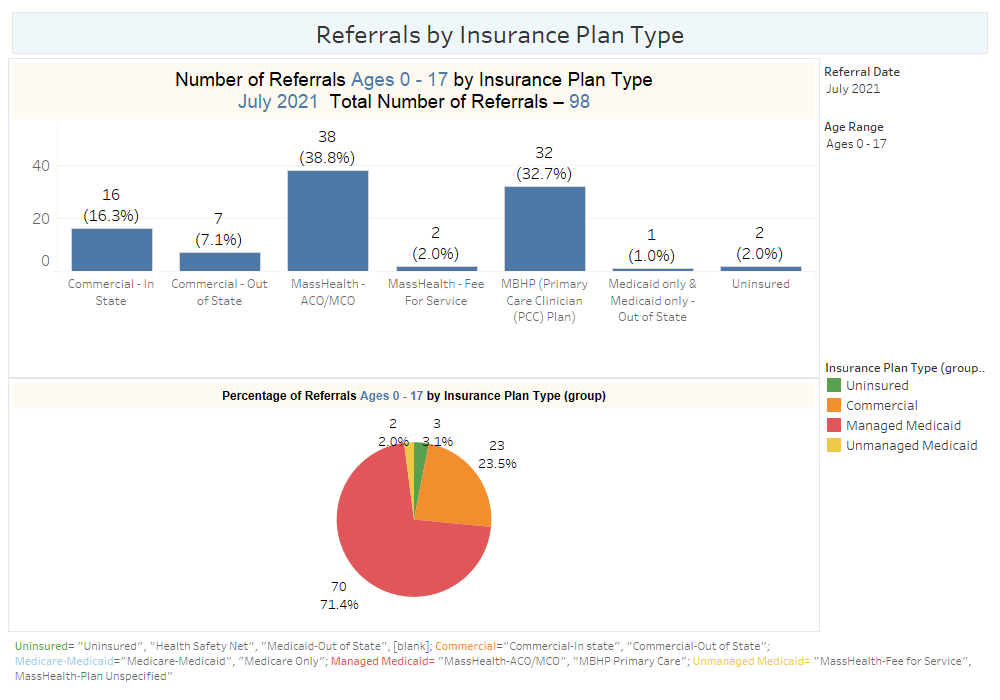 Referrals by Insurance Plan Type
Number of Referrals Ages 0 - 17 by Insurance Plan Type
July 2021 Total Number of Referrals – 98
Referral Date
July 2021
Age Range
Ages 0 - 17
40
20
0
16
(16.3%)
7
(7.1%)
38
(38.8%)
2
(2.0%)
32
(32.7%)
1
(1.0%)
2
(2.0%)
Commercial - In
State
Commercial - Out
of State
MassHealth -
ACO/MCO
MassHealth - Fee
For Service
MBHP (Primary
Care Clinician
(PCC) Plan)
Medicaid only &
Medicaid only -
Out of State
Uninsured
Insurance Plan Type (group..
Uninsured
Commercial
Managed Medicaid
Unmanaged Medicaid
Percentage of Referrals Ages 0 - 17 by Insurance Plan Type (group)
2
2.0%
3
3.1%
23
23.5%
70
71.4%
Uninsured= "Uninsured", "Health Safety Net", "Medicaid-Out of State", [blank]; Commercial="Commercial-In state", "Commercial-Out of State";
Medicare-Medicaid="Medicare-Medicaid", "Medicare Only"; Managed Medicaid= "MassHealth-ACO/MCO", "MBHP Primary Care"; Unmanaged Medicaid= "MassHealth-Fee for Service",
MassHealth-Plan Unspecified"